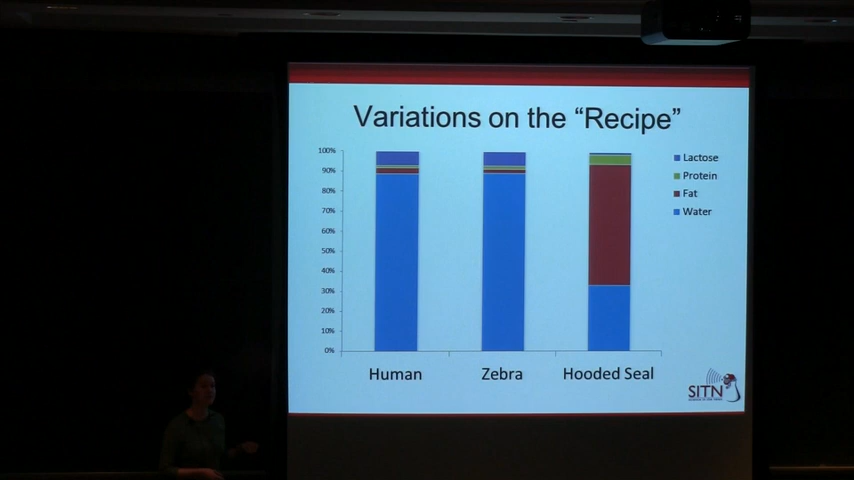 Variations on the “Recipe”
100%
90%
80%
70%
60%
50%
40%
30%
20%
10%
0%
Lactose
Protein
Fat
Water
Human
Zebra
Hooded Seal
SITN